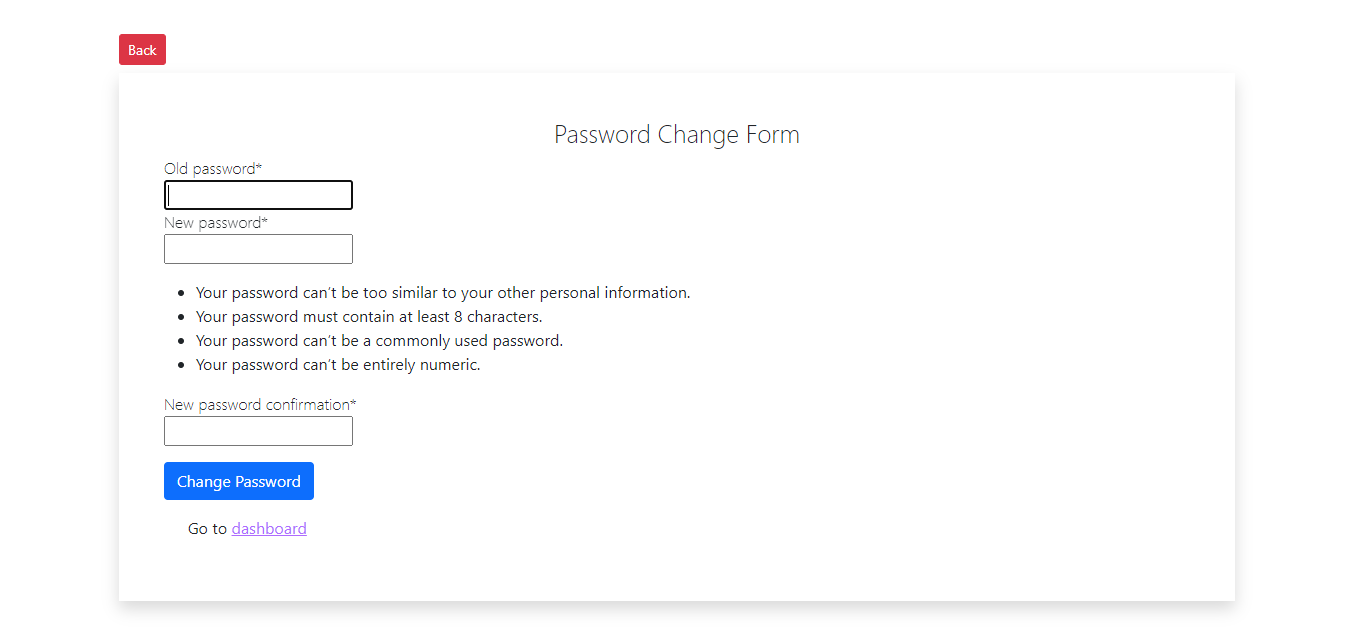 Back
Password Change Form
Old password*
New password*
Your password can't be too similar to your other personal information.
Your password must contain at least 8 characters.
Your password can't be a commonly used password.
Your password can't be entirely numeric.
New password confirmation*
Change Password
Go to dashboard